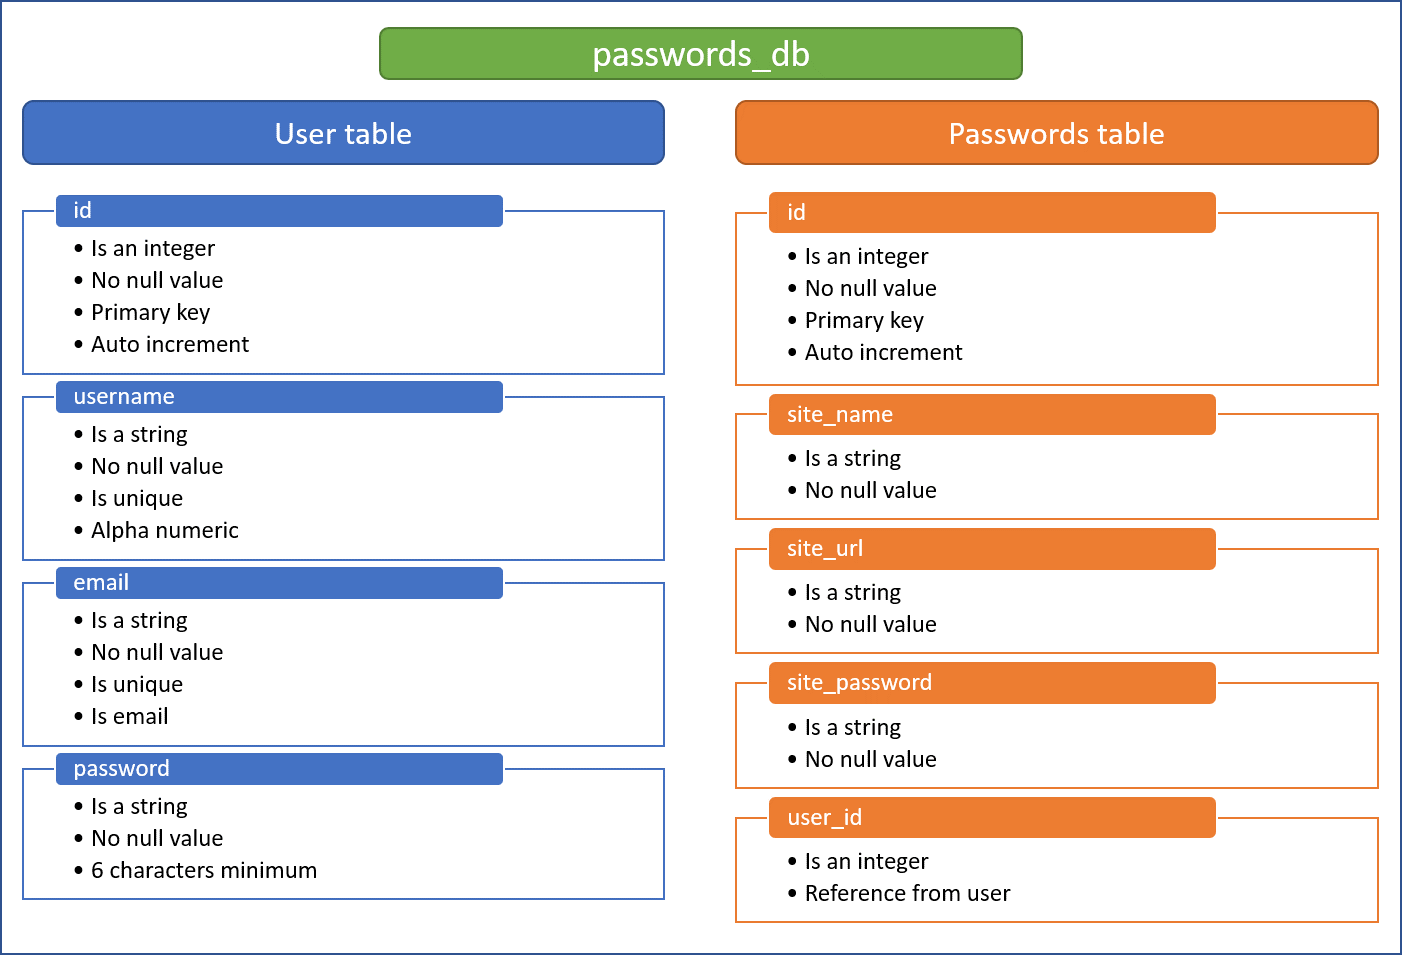 passwords_db
User table
id
• Is an integer
• No null value
• Primary key
• Auto increment
username
• Is a string
• No null value
• Is unique
• Alpha numeric
email
• Is a string
• No null value
• Is unique
• Is email
password
• Is a string
• No null value
• 6 characters minimum
Passwords table
id
• Is an integer
• No null value
• Primary key
• Auto increment
site_name
• Is a string
• No null value
site_url
• Is a string
• No null value
site_password
• Is a string
• No null value
user_id
• Is an integer
• Reference from user